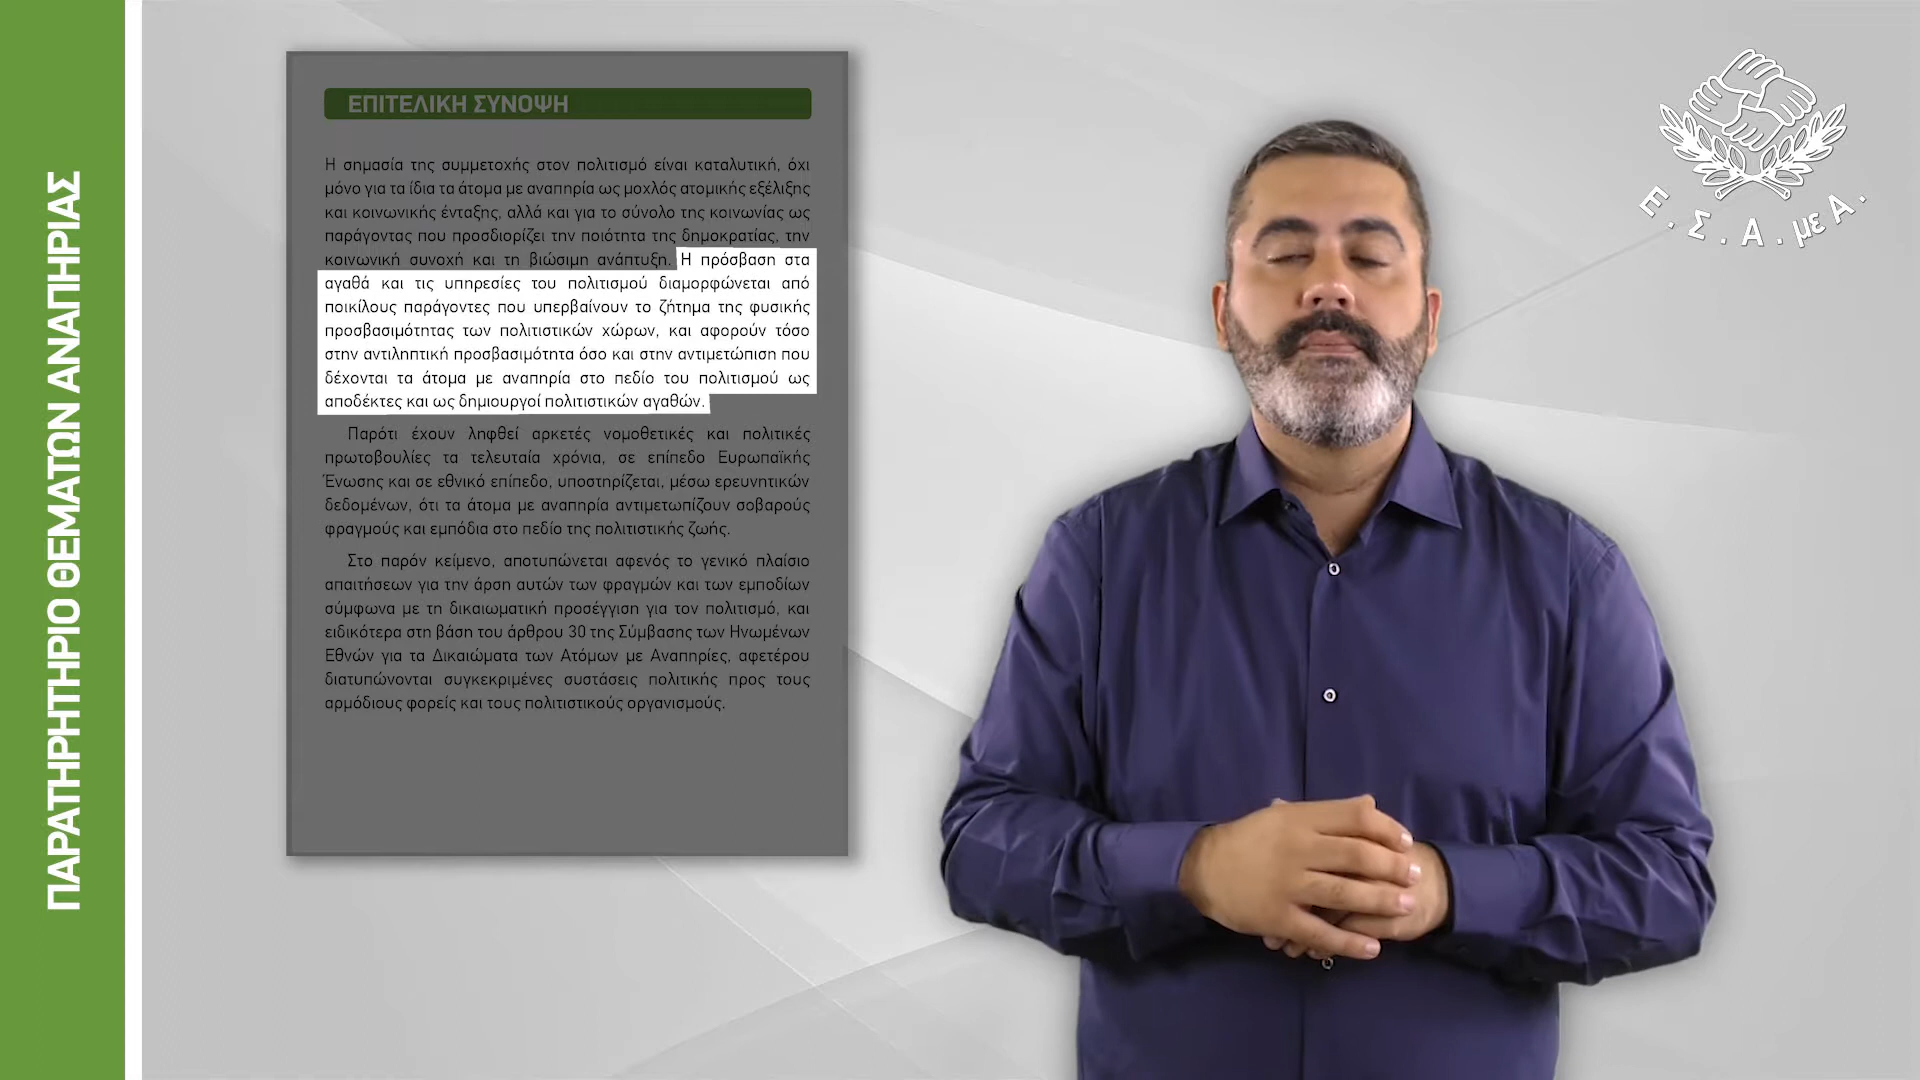 ΠΑΡΑΤΗΡΗΤΗΡΙΟ ΘΕΜΑΤΩΝ ΑΝΑΠΗΡΙΑΣ
ΕΠΙΤΕΛΙΚΗ ΣΥΝΟΨΗ
Η σημασία της συμμετοχής στον πολιτισμό είναι καταλυτική, όχι
μόνο για τα ίδια τα άτομα με αναπηρία ως μοχλός ατομικής εξέλιξης
και κοινωνικής ένταξης, αλλά και για το σύνολο της κοινωνίας ως
παράγοντας που προσδιορίζει την ποιότητα της δημοκρατίας, την
κοινωνική συνοχή και τη βιώσιμη ανάπτυξη. Η πρόσβαση στα
αγαθά και τις υπηρεσίες του πολιτισμού διαμορφώνεται από
ποικίλους παράγοντες που υπερβαίνουν το ζήτημα της φυσικής
προσβασιμότητας των πολιτιστικών χώρων, και αφορούν τόσο
στην αντιληπτική προσβασιμότητα όσο και στην αντιμετώπιση που
δέχονται τα άτομα με αναπηρία στο πεδίο του πολιτισμού ως
αποδέκτες και ως δημιουργοί πολιτιστικών αγαθών.
Παρότι έχουν ληφθεί αρκετές νομοθετικές και πολιτικές
πρωτοβουλίες τα τελευταία χρόνια, σε επίπεδο Ευρωπαϊκής
Ένωσης και σε εθνικό επίπεδο, υποστηρίζεται, μέσω ερευνητικών
δεδομένων, ότι τα άτομα με αναπηρία αντιμετωπίζουν σοβαρούς
φραγμούς και εμπόδια στο πεδίο της πολιτιστικής ζωής.
Στο παρόν κείμενο, αποτυπώνεται αφενός το γενικό πλαίσιο
απαιτήσεων για την άρση αυτών των φραγμών και των εμποδίων
σύμφωνα με τη δικαιωματική προσέγγιση για τον πολιτισμό, και
ειδικότερα στη βάση του άρθρου 30 της Σύμβασης των Ηνωμένων
Εθνών για τα Δικαιώματα των Ατόμων με Αναπηρίες, αφετέρου
διατυπώνονται συγκεκριμένες συστάσεις πολιτικής προς τους
αρμόδιους φορείς και τους πολιτιστικούς οργανισμούς.
Ε.Σ.Α.μεΑ.